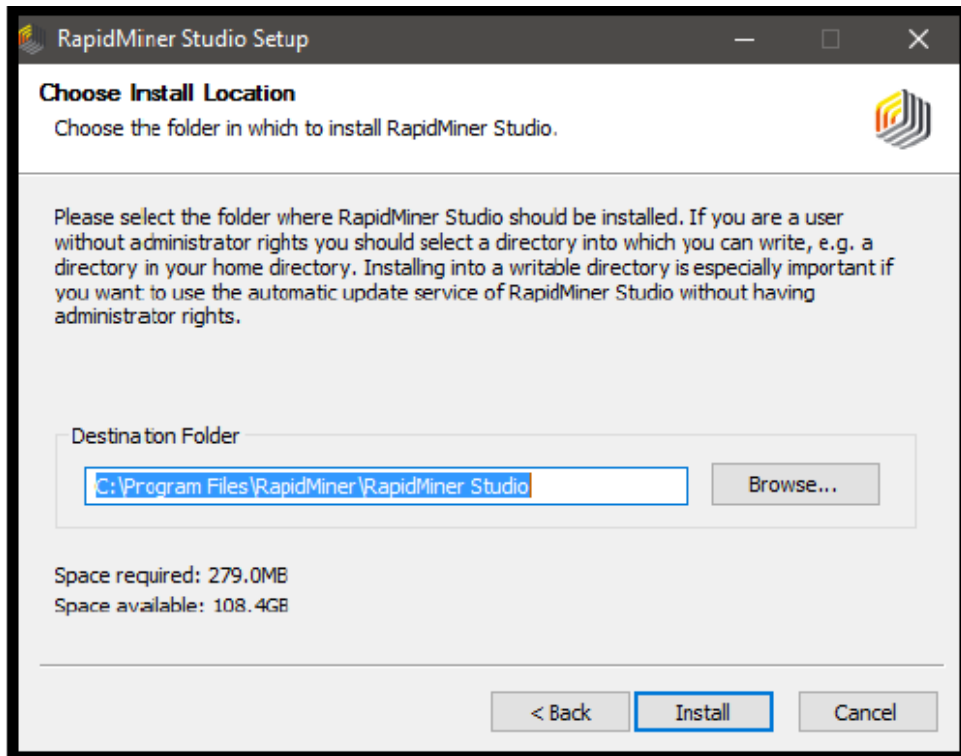 RapidMiner Studio Setup
Choose Install Location
Choose the folder in which to install RapidMiner Studio.
Please select the folder where RapidMiner Studio should be installed. If you are a user
without administrator rights you should select a directory into which you can write, e.g. a
directory in your home directory. Installing into a writable directory is especially important if
you want to use the automatic update service of RapidMiner Studio without having
administrator rights.
Destination Folder
C:\Program Files\RapidMiner\RapidMiner Studio
Browse...
Space required: 279.0MB
Space available: 108.4GB
< Back
Install
Cancel